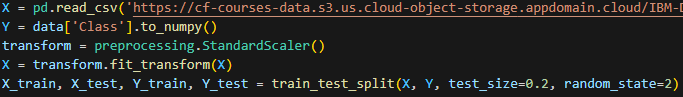 X = pd.read_csv('https://cf-courses-data.s3.us.cloud-object-storage.appdomain.cloud/IBM-D
Y = data['Class'].to_numpy()
transform = preprocessing.StandardScaler()
X = transform.fit_transform(X)
X_train, X_test, Y_train, Y_test = train_test_split(X, Y, test_size=0.2, random_state=2)